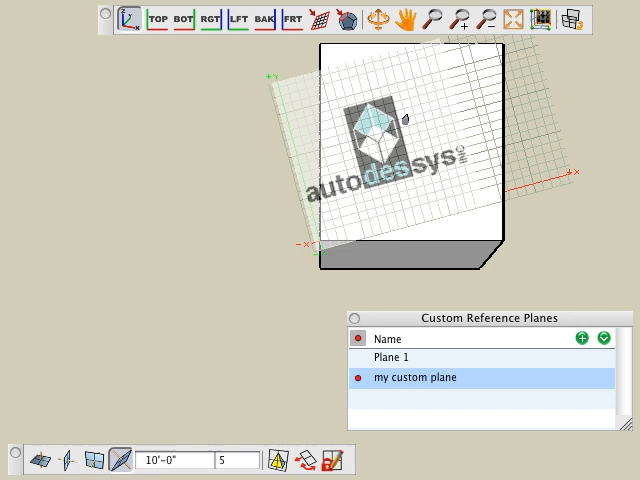 Z
TOP BOT RGT LFT BAK FRT
+Y
autodessys inc
+X
-X
Custom Reference Planes
Name
Plane 1
my custom plane
10'-0" 5